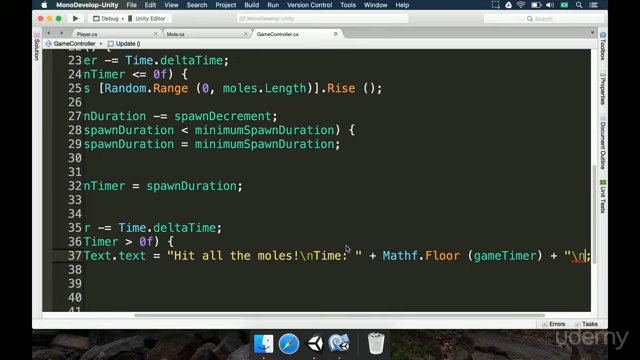 MonoDevelop-Unity File Edit View Search Project Build Run Version Control Tools Window Help
MonoDevelop-Unity
Debug › Unity Editor
Player.cs × Mole.cs × GameController.cs
GameController › Update ()
Solution
Toolbox
Properties
Document Outline
Unit Tests
23 er -= Time.deltaTime;
24 nTimer <= 0f) {
25 s [Random.Range (0, moles.Length)].Rise ();
26
27 nDuration -= spawnDecrement;
28 spawnDuration < minimumSpawnDuration) {
29 spawnDuration = minimumSpawnDuration;
30
31
32 nTimer = spawnDuration;
33
34
35 r -= Time.deltaTime;
36 Timer > 0f) {
37 Text.text = "Hit all the moles!\nTime: " + Mathf.Floor (gameTimer) + "\n;
38
39
40
41
Errors Tasks
udemy